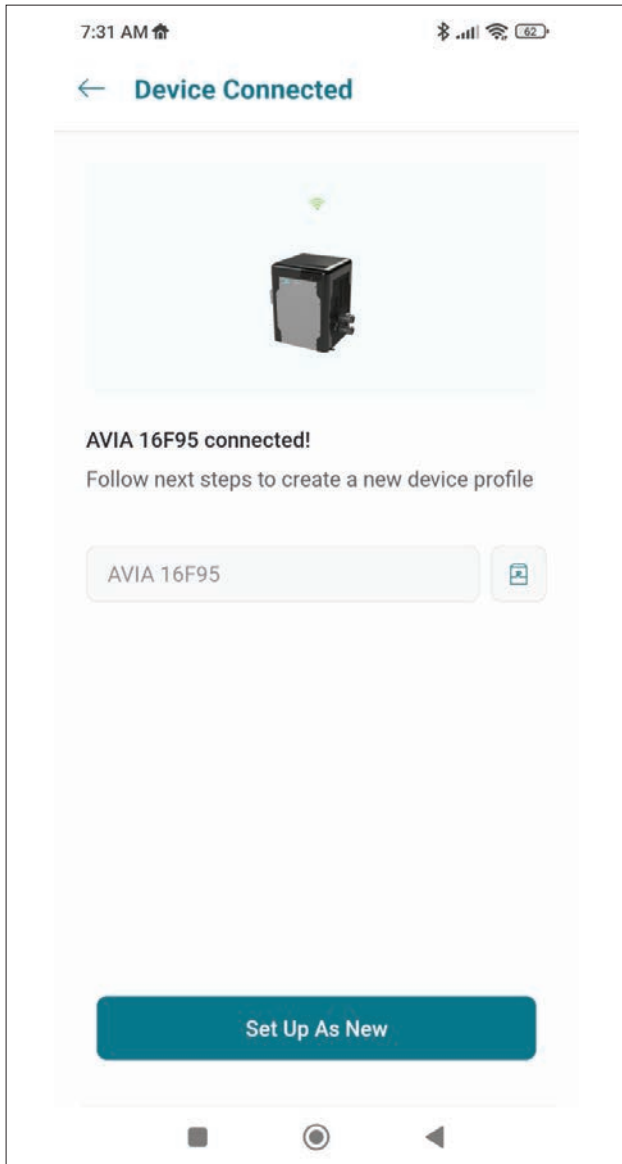 7:31 AM
62
Device Connected
AVIA 16F95 connected!
Follow next steps to create a new device profile
AVIA 16F95
Set Up As New